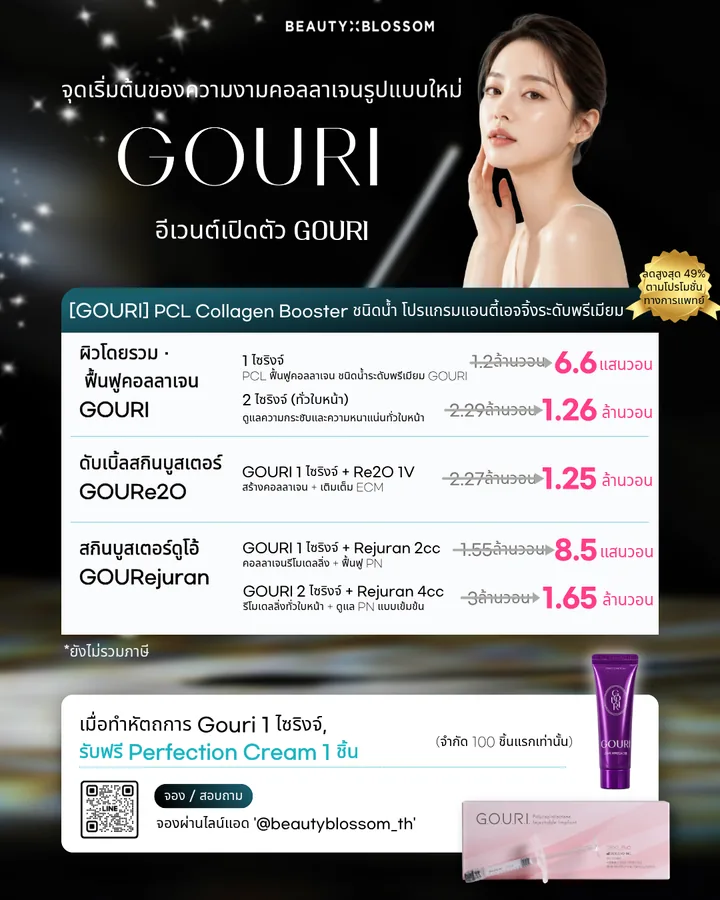 BEAUTY BLOSSOM
จุดเริ่มต้นของความงามคอลลาเจนรูปแบบใหม่
GOURI
อีเวนต์เปิดตัว GOURI
ลดสูงสุด 49%
ตามโปรโมชั่น
ทางการแพทย์
[GOURI] PCL Collagen Booster ชนิดน้ำ โปรแกรมแอนตี้เอจจิ้งระดับพรีเมียม
ผิวโดยรวม ·
ฟื้นฟูคอลลาเจน
GOURI
1 ไซริงจ์
PCL ฟื้นฟูคอลลาเจน ชนิดน้ำระดับพรีเมียม GOURI
1.2ล้านวอน 6.6 แสนวอน
2 ไซริงจ์ (ทั่วใบหน้า)
ดูแลความกระชับและความหนาแน่นทั่วใบหน้า
2.29ล้านวอน 1.26 ล้านวอน
ดับเบิ้ลสกินบูสเตอร์
GOURe2O
GOURI 1 ไซริงจ์ + Re2O 1V
สร้างคอลลาเจน + เติมเต็ม ECM
2.27ล้านวอน 1.25 ล้านวอน
สกินบูสเตอร์ดูโอ้
GOURejuran
GOURI 1 ไซริงจ์ + Rejuran 2cc
คอลลาเจนรีโมเดลลิ่ง + ฟื้นฟู PN
1.55ล้านวอน 8.5 แสนวอน
GOURI 2 ไซริงจ์ + Rejuran 4cc
รีโมเดลลิ่งทั่วใบหน้า + ดูแล PN แบบเข้มข้น
3ล้านวอน 1.65 ล้านวอน
*ยังไม่รวมภาษี
เมื่อทำหัตถการ Gouri 1 ไซริงจ์,
รับฟรี Perfection Cream 1 ชิ้น
(จำกัด 100 ชิ้นแรกเท่านั้น)
LINE
จอง / สอบถาม
จองผ่านไลน์แอด '@beautyblossom_th'
GOURI
GOURI
GOURI Polycaprolactone
Injectable Implant